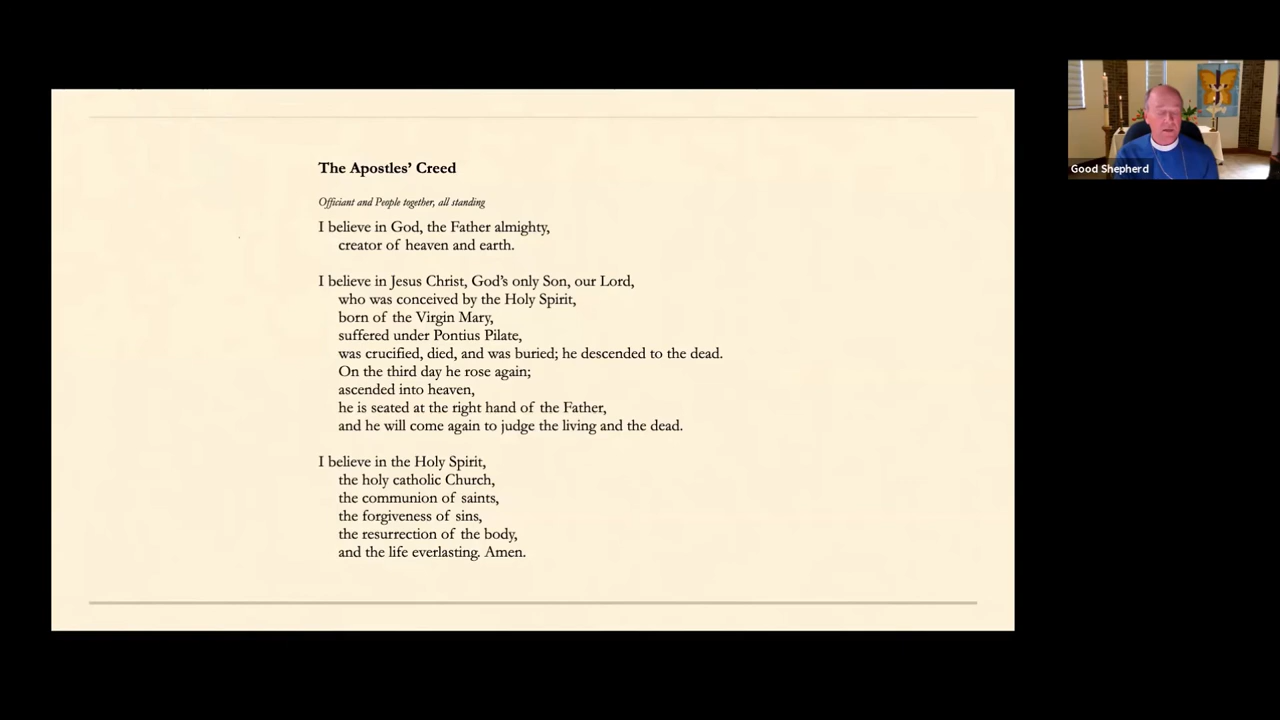 The Apostles’ Creed
Officiant and People together, all standing
I believe in God, the Father almighty,
creator of heaven and earth.
I believe in Jesus Christ, God’s only Son, our Lord,
who was conceived by the Holy Spirit,
born of the Virgin Mary,
suffered under Pontius Pilate,
was crucified, died, and was buried; he descended to the dead.
On the third day he rose again;
ascended into heaven,
he is seated at the right hand of the Father,
and he will come again to judge the living and the dead.
I believe in the Holy Spirit,
the holy catholic Church,
the communion of saints,
the forgiveness of sins,
the resurrection of the body,
and the life everlasting. Amen.
Good Shepherd